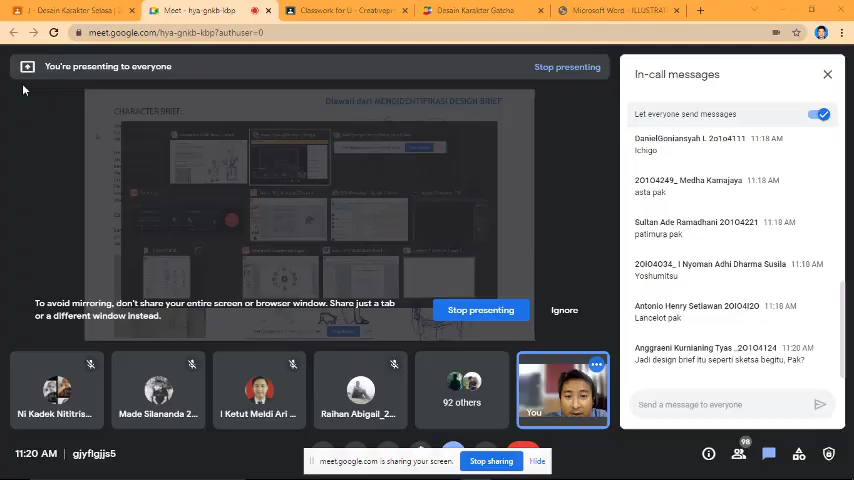 J - Desain Karakter Selasa | 202
Meet - hya-gnkb-kbp
Classwork for U - Creativepr
Desain Karakter Gatcha
Microsoft Word - ILLUSTRAT
meet.google.com/hya-gnkb-kbp?authuser=0
You're presenting to everyone
Stop presenting
Diawali dari MENGIDENTIFIKASI DESIGN BRIEF
CHARACTER BRIEF
To avoid mirroring, don't share your entire screen or browser window. Share just a tab
or a different window instead.
Stop presenting
Ignore
In-call messages
Let everyone send messages
DanielGoniansyah L 2o1o4111 11:18 AM
Ichigo
20104249_ Medha Kamajaya 11:18 AM
asta pak
Sultan Ade Ramadhani 20104221 11:18 AM
patimura pak
20I04034_ I Nyoman Adhi Dharma Susila 11:18 AM
Yoshumitsu
Antonio Henry Setiawan 20I04I20 11:18 AM
Lancelot pak
Anggraeni Kurnianing Tyas _20104124 11:20 AM
Jadi design brief itu seperti sketsa begitu, Pak?
Send a message to everyone
Ni Kadek Nititris...
Made Silananda 2...
I Ketut Meldi Ari ...
Raihan Abigail_2...
92 others
You
11:20 AM
gjyflgjjs5
meet.google.com is sharing your screen.
Stop sharing
Hide
98